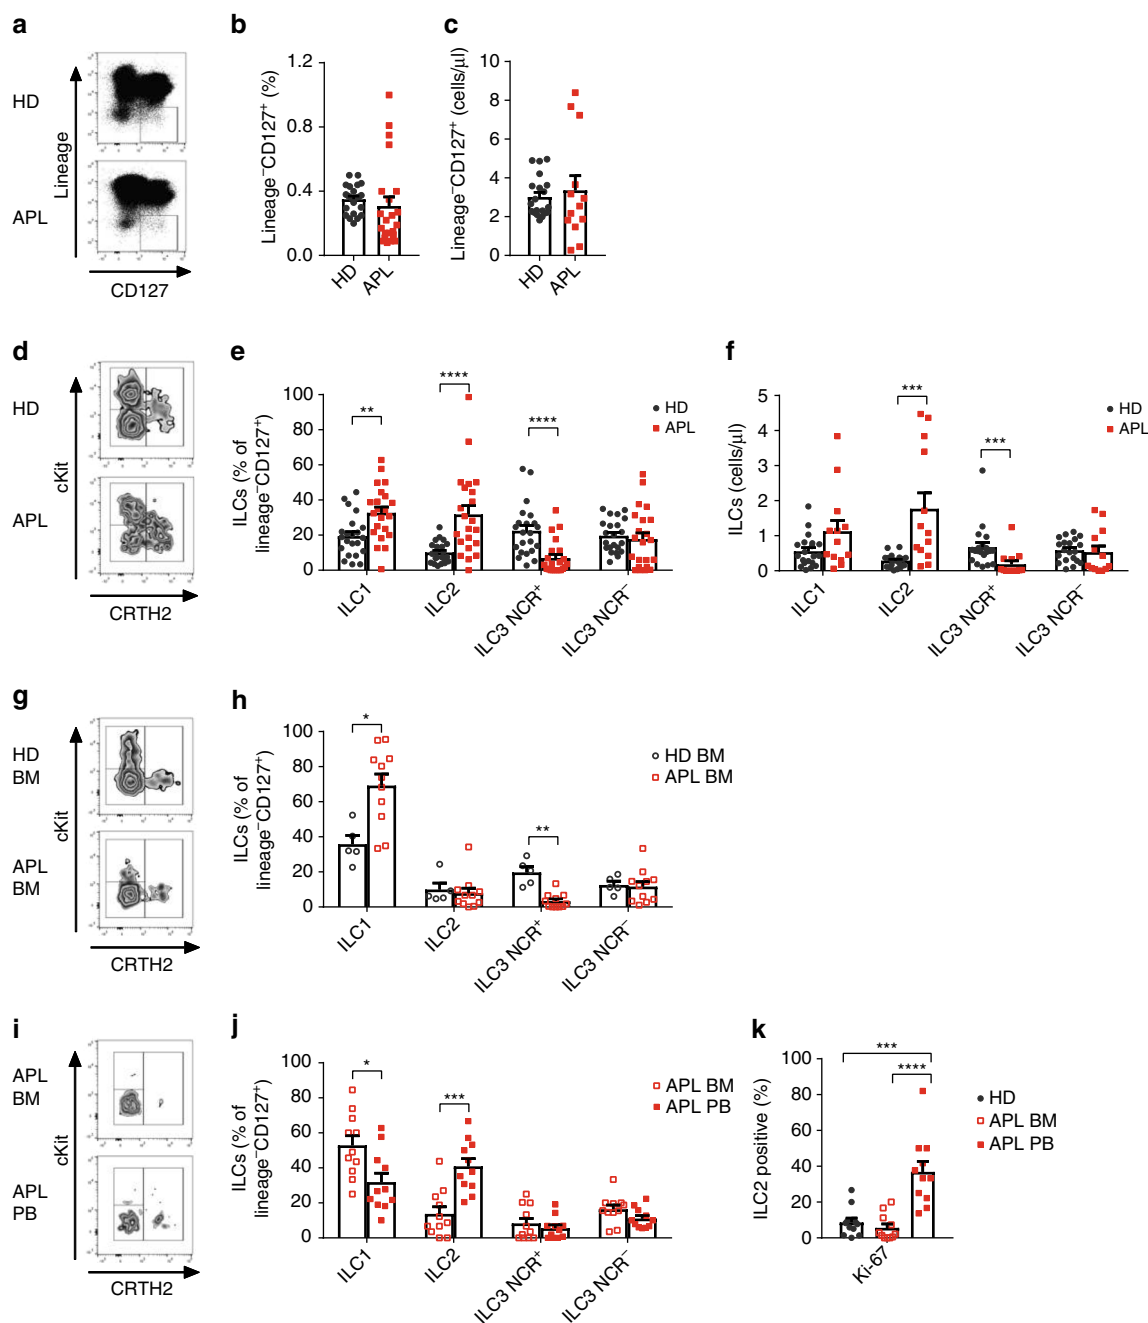 a
HD
APL
Lineage
CD127
b
Lineage⁻CD127⁺ (%)
1.2
0.8
0.4
0.0
HD
APL
c
Lineage⁻CD127⁺ (cells/µl)
10
8
6
4
2
0
HD
APL
d
HD
APL
cKit
CRTH2
e
ILCs (% of
lineage⁻CD127⁺)
100
80
60
40
20
0
**
****
****
HD
APL
ILC1
ILC2
ILC3 NCR⁺
ILC3 NCR⁻
f
ILCs (cells/µl)
5
4
3
2
1
0
***
***
HD
APL
ILC1
ILC2
ILC3 NCR⁺
ILC3 NCR⁻
g
HD
BM
APL
BM
cKit
CRTH2
h
ILCs (% of
lineage⁻CD127⁺)
100
80
60
40
20
0
*
**
HD BM
APL BM
ILC1
ILC2
ILC3 NCR⁺
ILC3 NCR⁻
i
APL
BM
APL
PB
cKit
CRTH2
j
ILCs (% of
lineage⁻CD127⁺)
100
80
60
40
20
0
*
***
APL BM
APL PB
ILC1
ILC2
ILC3 NCR⁺
ILC3 NCR⁻
k
ILC2 positive (%)
100
80
60
40
20
0
***
****
HD
APL BM
APL PB
Ki-67